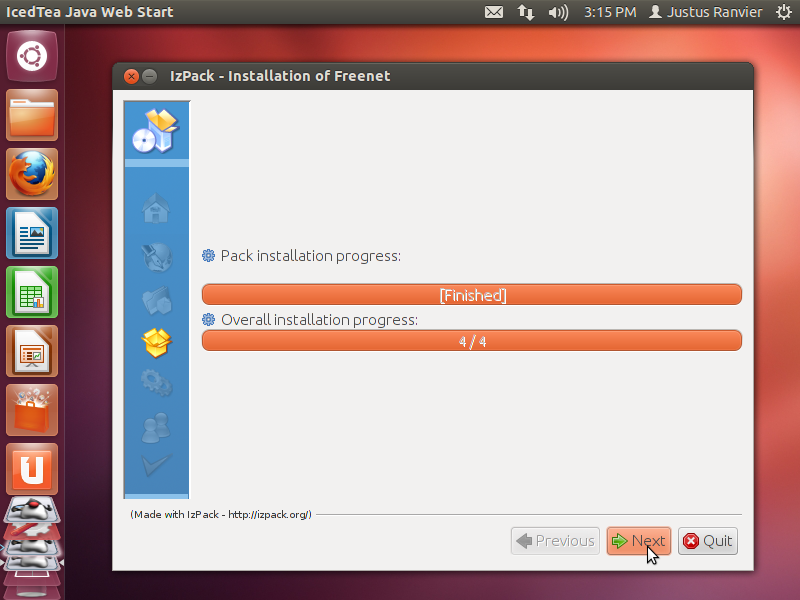 IcedTea Java Web Start 3:15 PM Justus Ranvier
IzPack - Installation of Freenet
Pack installation progress:
[Finished]
Overall installation progress:
4 / 4
(Made with IzPack - http://izpack.org/)
Previous Next Quit